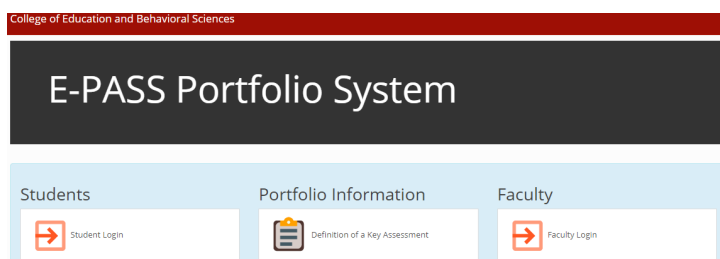 College of Education and Behavioral Sciences
E-PASS Portfolio System
Students
Portfolio Information
Faculty
Student Login
Definition of a Key Assessment
Faculty Login